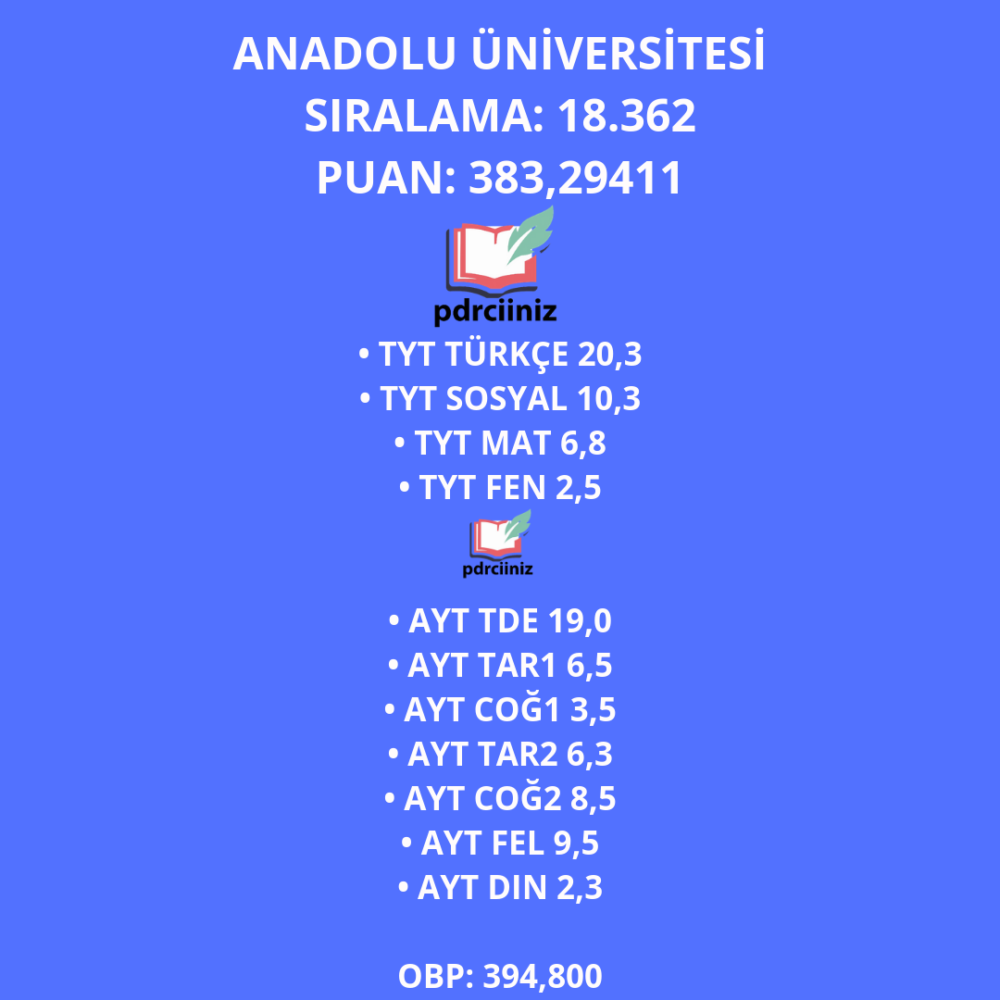 ANADOLU ÜNİVERSİTESİ
SIRALAMA: 18.362
PUAN: 383,29411
pdrciiniz
• TYT TÜRKÇE 20,3
• TYT SOSYAL 10,3
• TYT MAT 6,8
• TYT FEN 2,5
pdrciiniz
• AYT TDE 19,0
• AYT TAR1 6,5
• AYT COĞ1 3,5
• AYT TAR2 6,3
• AYT COĞ2 8,5
• AYT FEL 9,5
• AYT DIN 2,3
OBP: 394,800